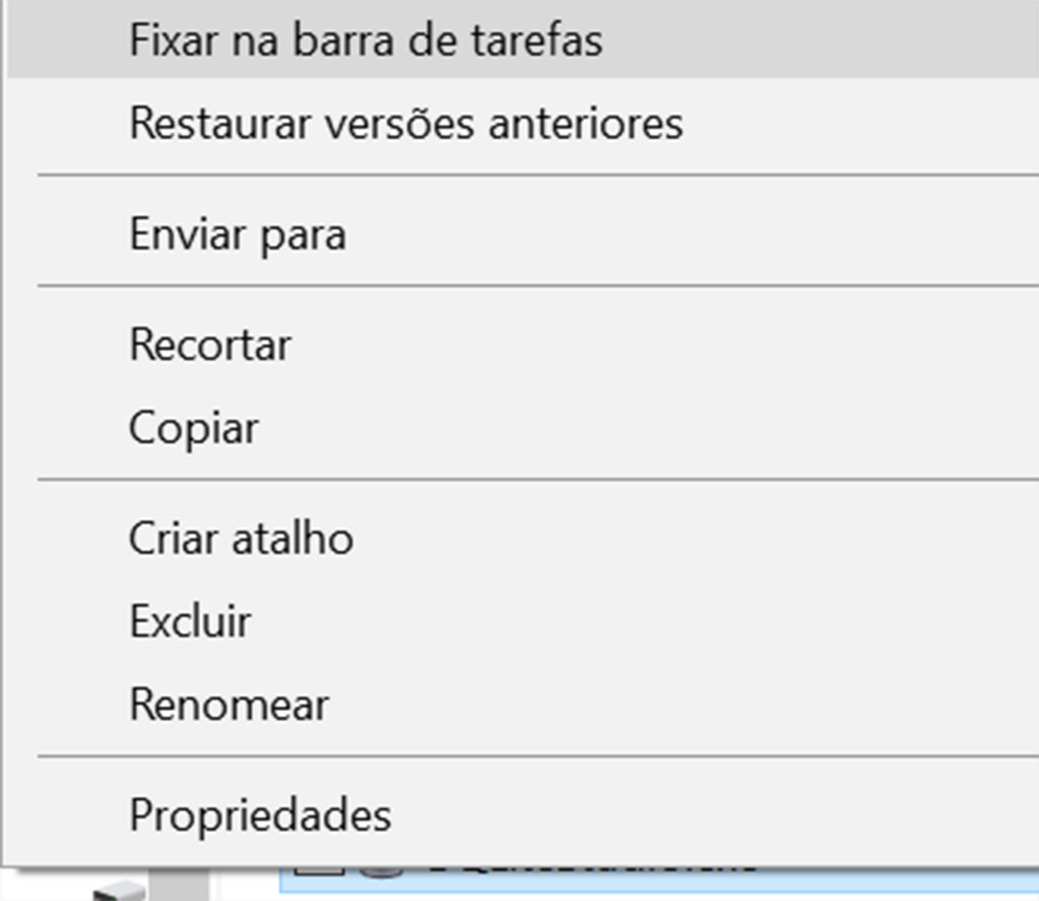 Fixar na barra de tarefas
Restaurar versões anteriores
Enviar para
Recortar
Copiar
Criar atalho
Excluir
Renomear
Propriedades